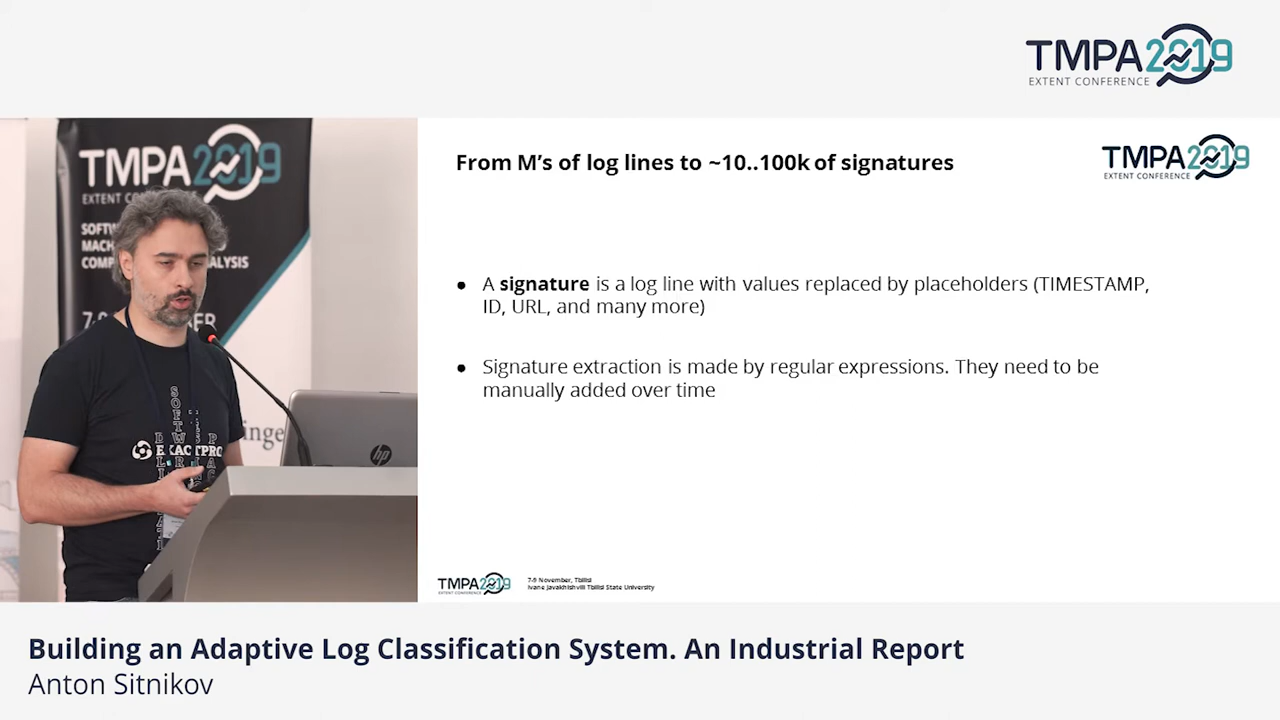 TMPA2019
EXTENT CONFERENCE
TMPA2019
SOFTW
MACH
COMP
ALYSIS
EXACTPRO
hp
From M's of log lines to ~10..100k of signatures
TMPA2019
EXTENT CONFERENCE
● A signature is a log line with values replaced by placeholders (TIMESTAMP,
ID, URL, and many more)
● Signature extraction is made by regular expressions. They need to be
manually added over time
TMPA2019
EXTENT CONFERENCE
7-9 November, Tbilisi
Ivane Javakhishvili Tbilisi State University
Building an Adaptive Log Classification System. An Industrial Report
Anton Sitnikov